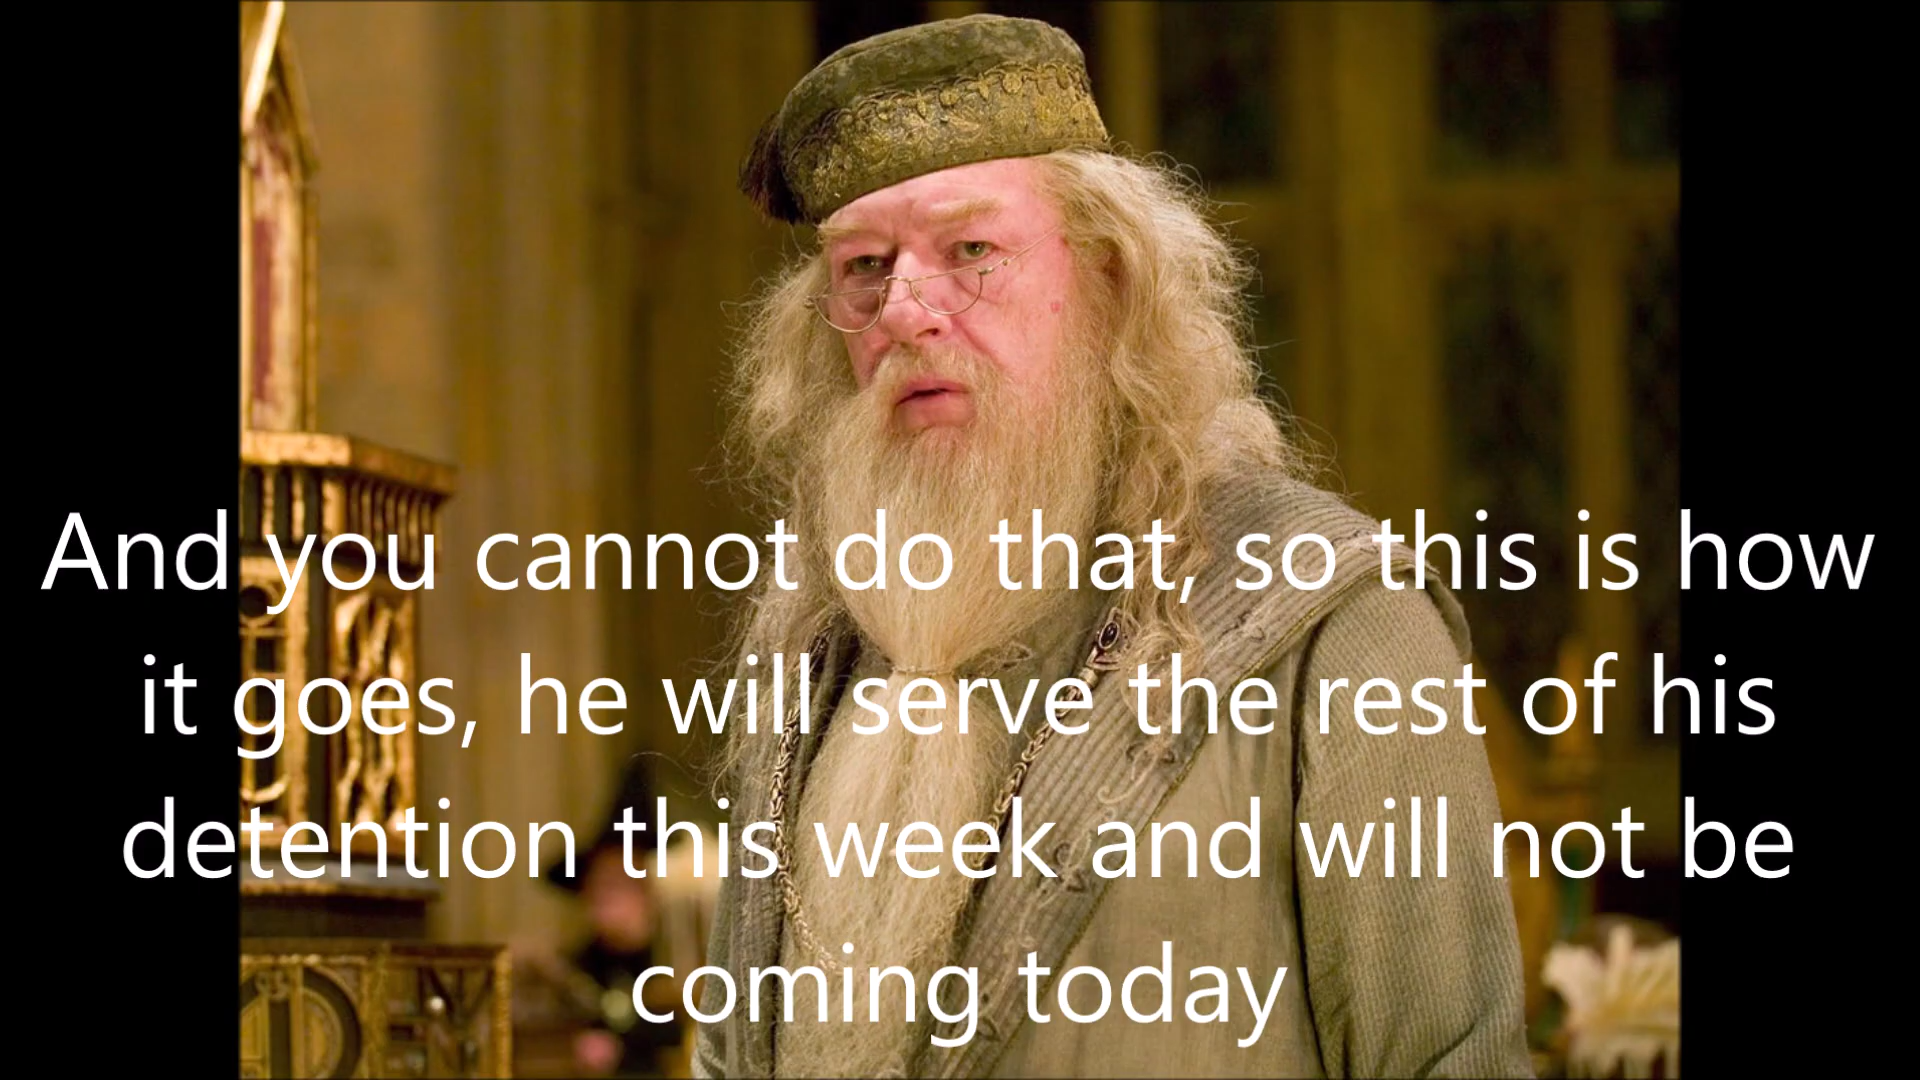 And you cannot do that, so this is how
it goes, he will serve the rest of his
detention this week and will not be
coming today